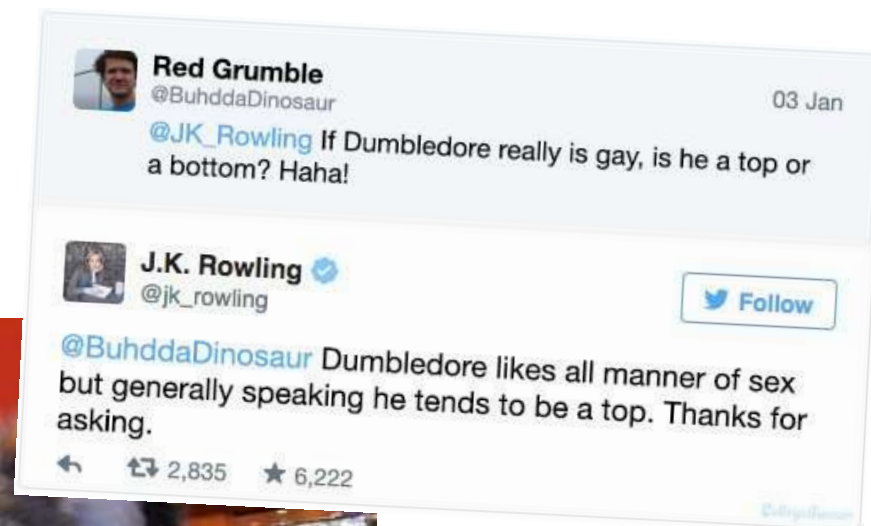 Red Grumble
@BuhddaDinosaur
03 Jan
@JK_Rowling If Dumbledore really is gay, is he a top or
a bottom? Haha!
J.K. Rowling
@jk_rowling
Follow
@BuhddaDinosaur Dumbledore likes all manner of sex
but generally speaking he tends to be a top. Thanks for
asking.
2,835 6,222
CollegeHumor